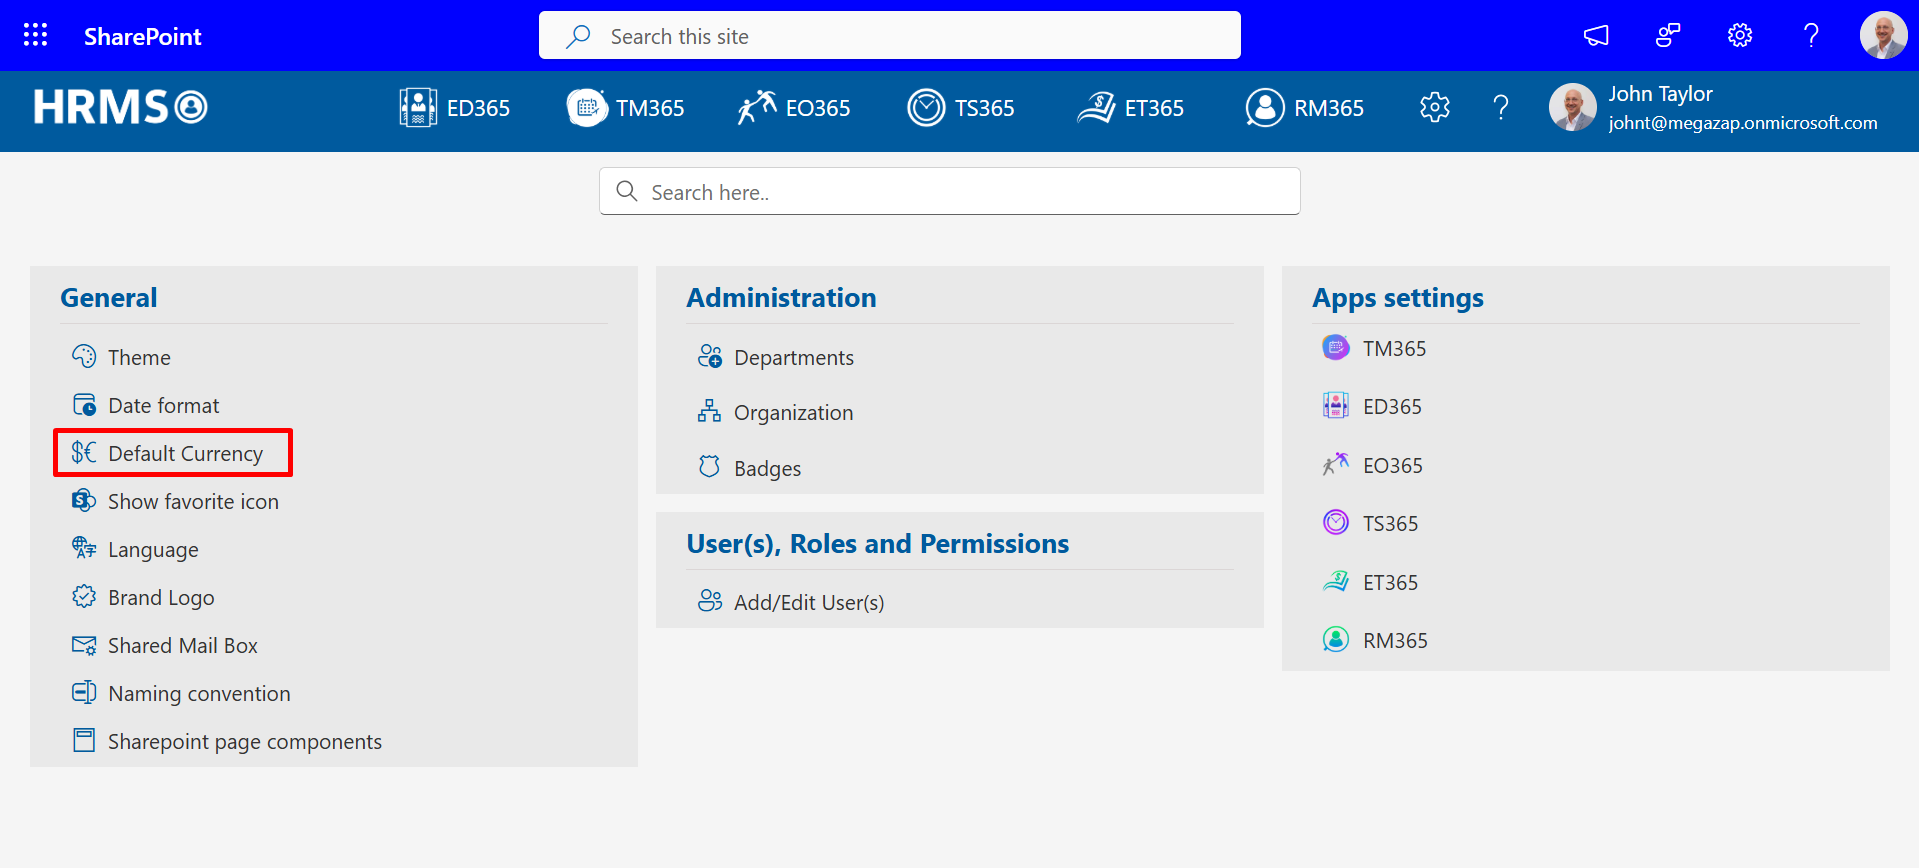 SharePoint
Search this site
HRMS
ED365
TM365
EO365
TS365
ET365
RM365
John Taylor
johnt@megazap.onmicrosoft.com
Search here..
General
Theme
Date format
Default Currency
Show favorite icon
Language
Brand Logo
Shared Mail Box
Naming convention
Sharepoint page components
Administration
Departments
Organization
Badges
User(s), Roles and Permissions
Add/Edit User(s)
Apps settings
TM365
ED365
EO365
TS365
ET365
RM365